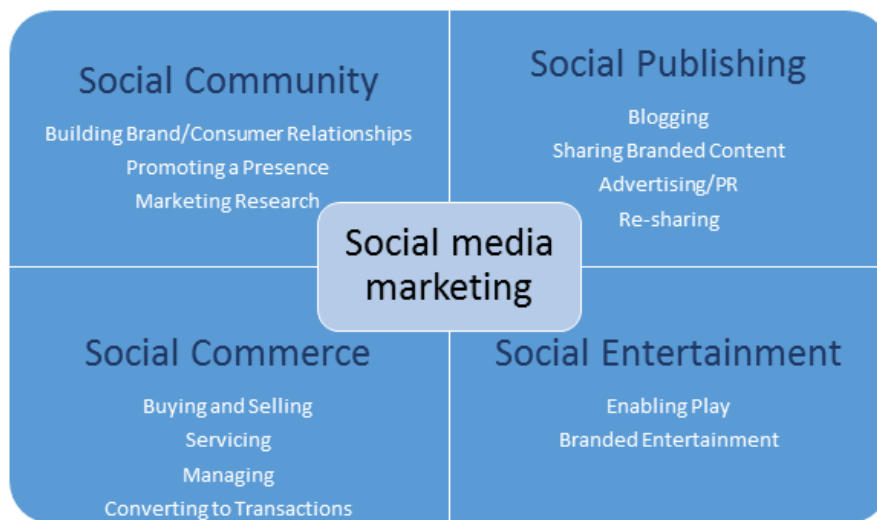 Social Community
Building Brand/Consumer Relationships
Promoting a Presence
Marketing Research
Social Publishing
Blogging
Sharing Branded Content
Advertising/PR
Re-sharing
Social media
marketing
Social Commerce
Buying and Selling
Servicing
Managing
Converting to Transactions
Social Entertainment
Enabling Play
Branded Entertainment